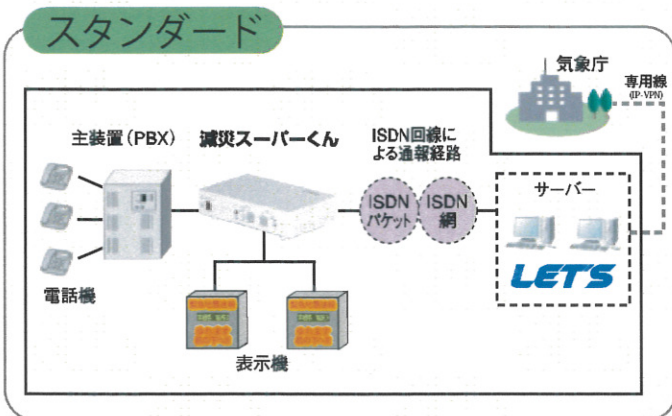 スタンダード
気象庁
専用線
(IP-VPN)
主装置(PBX)
減災スーパーくん
ISDN回線に
よる通報経路
ISDN
パケット
ISDN
網
サーバー
LET'S
電話機
表示機